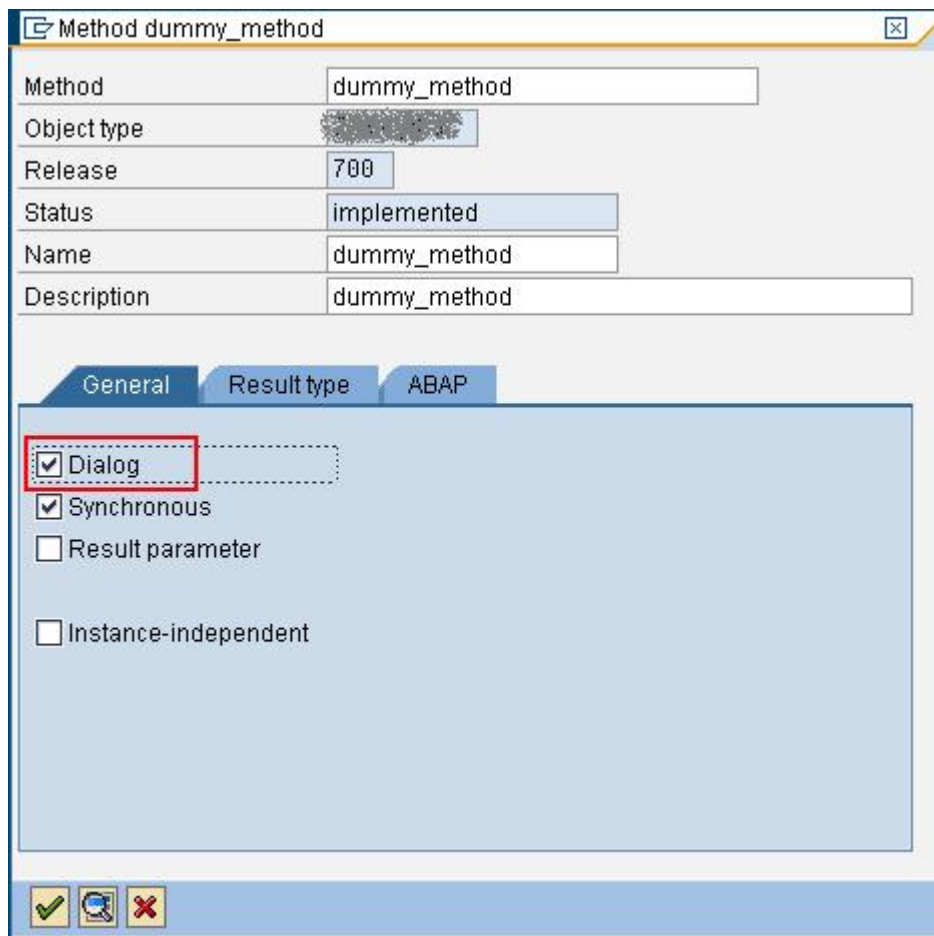 Method dummy_method
Method dummy_method
Object type
Release 700
Status implemented
Name dummy_method
Description dummy_method
General Result type ABAP
Dialog
Synchronous
Result parameter
Instance-independent